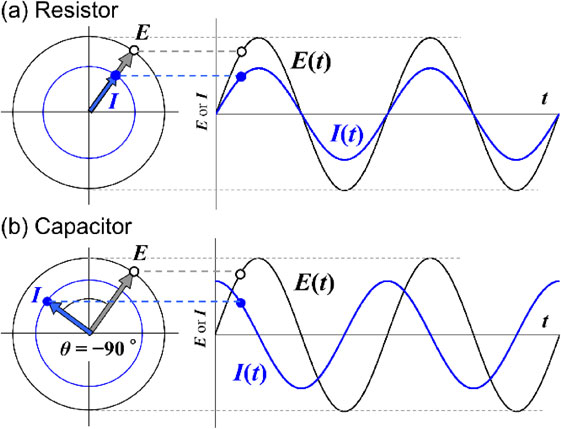 (a) Resistor
E
I
E or I
E(t)
I(t)
t
(b) Capacitor
E
I
θ = −90 °
E or I
E(t)
I(t)
t